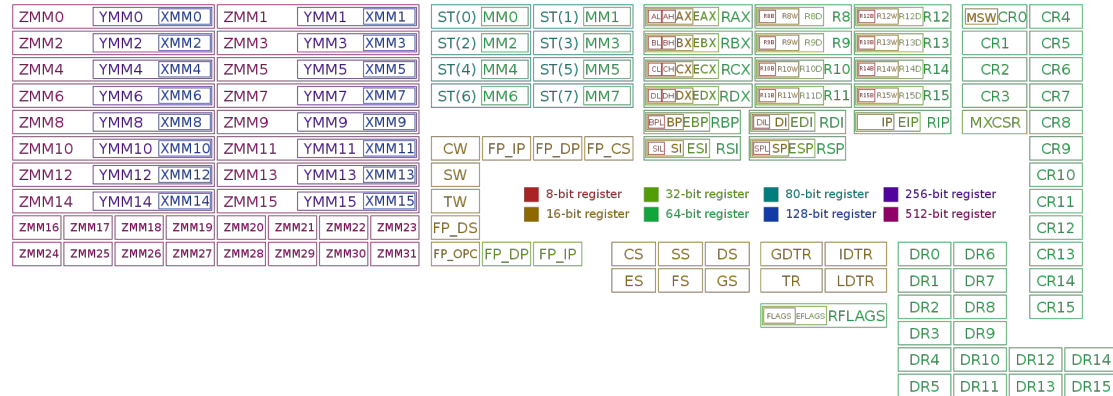 ZMM0 YMM0 XMM0 ZMM1 YMM1 XMM1 ST(0) MM0 ST(1) MM1 AL AH AX EAX RAX R8B R8W R8D R8 R12B R12W R12D R12 MSW CR0 CR4
ZMM2 YMM2 XMM2 ZMM3 YMM3 XMM3 ST(2) MM2 ST(3) MM3 BL BH BX EBX RBX R9B R9W R9D R9 R13B R13W R13D R13 CR1 CR5
ZMM4 YMM4 XMM4 ZMM5 YMM5 XMM5 ST(4) MM4 ST(5) MM5 CL CH CX ECX RCX R10B R10W R10D R10 R14B R14W R14D R14 CR2 CR6
ZMM6 YMM6 XMM6 ZMM7 YMM7 XMM7 ST(6) MM6 ST(7) MM7 DL DH DX EDX RDX R11B R11W R11D R11 R15B R15W R15D R15 CR3 CR7
ZMM8 YMM8 XMM8 ZMM9 YMM9 XMM9 BPL BP EBP RBP DIL DI EDI RDI IP EIP RIP MXCSR CR8
ZMM10 YMM10 XMM10 ZMM11 YMM11 XMM11 CW FP_IP FP_DP FP_CS SIL SI ESI RSI SPL SP ESP RSP CR9
ZMM12 YMM12 XMM12 ZMM13 YMM13 XMM13 SW CR10
8-bit register 32-bit register 80-bit register 256-bit register
ZMM14 YMM14 XMM14 ZMM15 YMM15 XMM15 TW CR11
16-bit register 64-bit register 128-bit register 512-bit register
ZMM16 ZMM17 ZMM18 ZMM19 ZMM20 ZMM21 ZMM22 ZMM23 FP_DS CR12
ZMM24 ZMM25 ZMM26 ZMM27 ZMM28 ZMM29 ZMM30 ZMM31 FP_OPC FP_DP FP_IP CS SS DS GDTR IDTR DR0 DR6 CR13
ES FS GS TR LDTR DR1 DR7 CR14
DR2 DR8 CR15
FLAGS EFLAGS RFLAGS
DR3 DR9
DR4 DR10 DR12 DR14
DR5 DR11 DR13 DR15